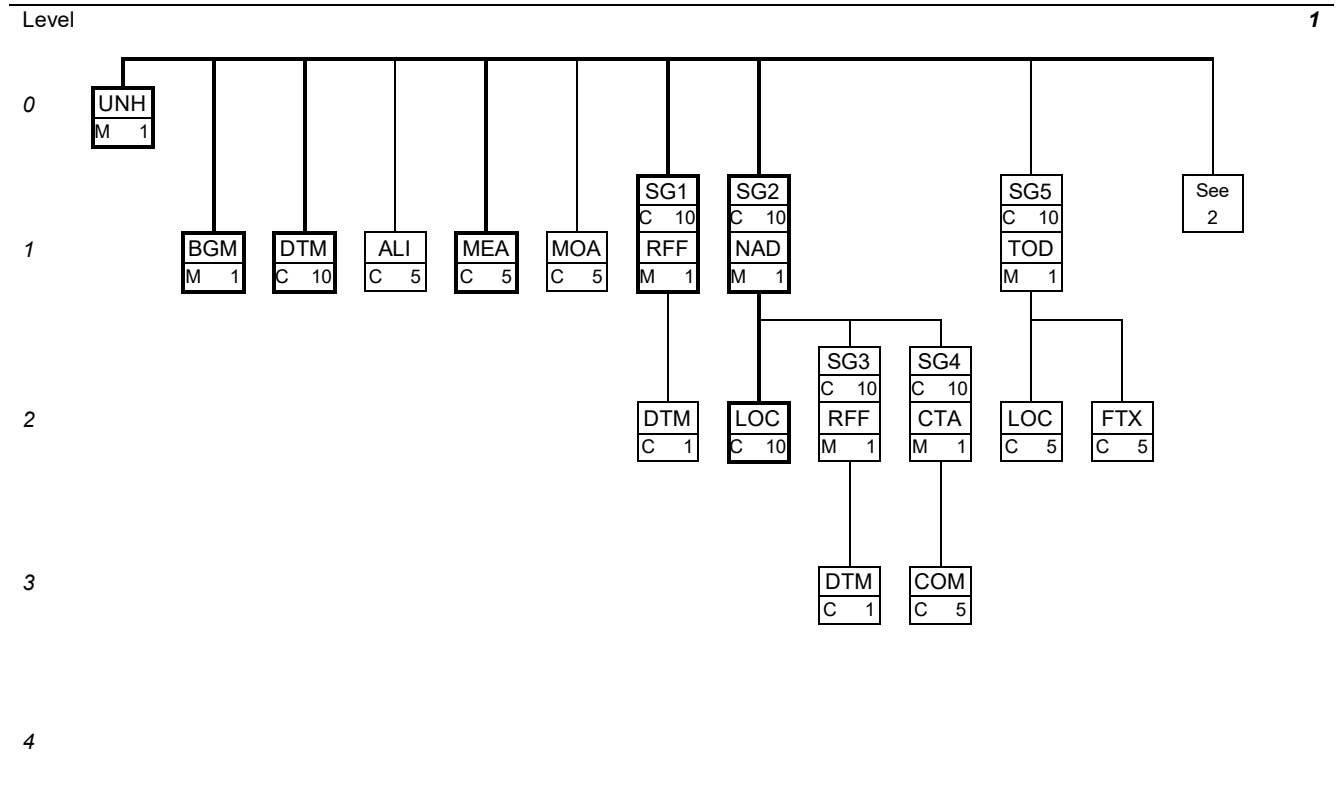 Level 1
0 UNH
M 1
SG1 SG2 SG5 See
C 10 C 10 C 10 2
1 BGM DTM ALI MEA MOA RFF NAD TOD
M 1 C 10 C 5 C 5 C 5 M 1 M 1 M 1
SG3 SG4
C 10 C 10
2 DTM LOC RFF CTA LOC FTX
C 1 C 10 M 1 M 1 C 5 C 5
3 DTM COM
C 1 C 5
4